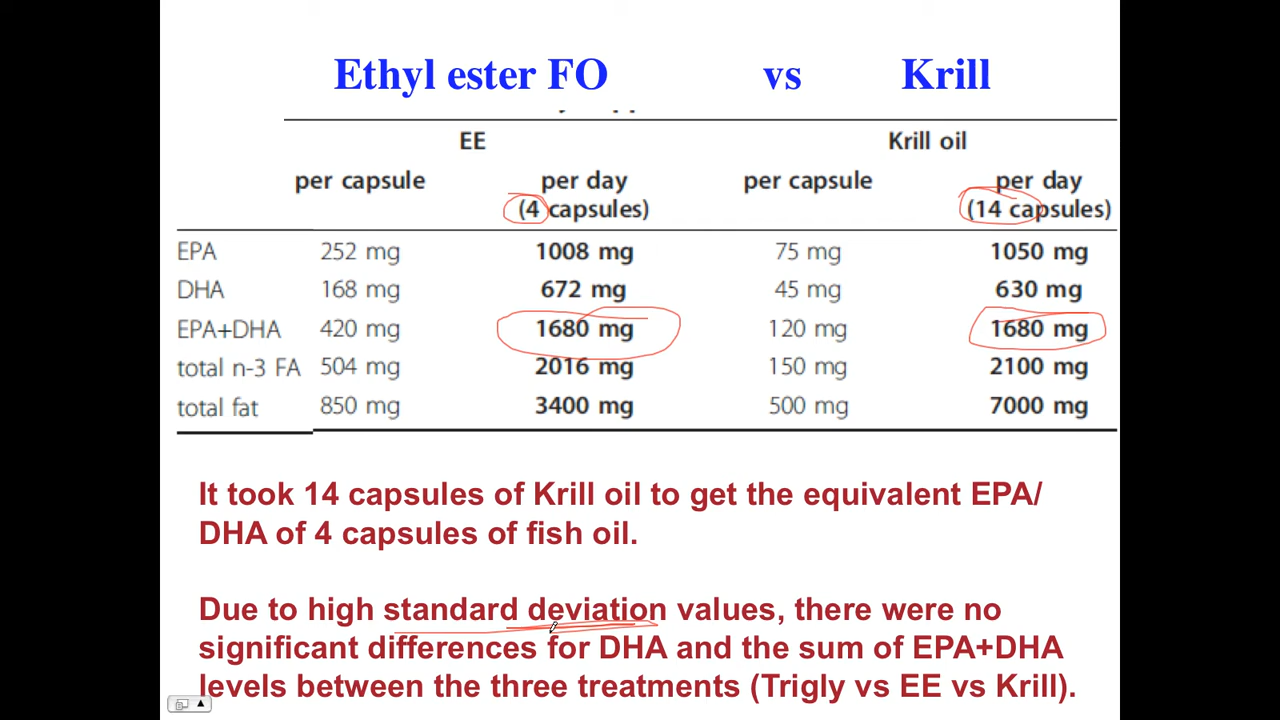 Ethyl ester FO vs Krill
EE Krill oil
per capsule per day per capsule per day
(4 capsules) (14 capsules)
EPA 252 mg 1008 mg 75 mg 1050 mg
DHA 168 mg 672 mg 45 mg 630 mg
EPA+DHA 420 mg 1680 mg 120 mg 1680 mg
total n-3 FA 504 mg 2016 mg 150 mg 2100 mg
total fat 850 mg 3400 mg 500 mg 7000 mg
It took 14 capsules of Krill oil to get the equivalent EPA/
DHA of 4 capsules of fish oil.
Due to high standard deviation values, there were no
significant differences for DHA and the sum of EPA+DHA
levels between the three treatments (Trigly vs EE vs Krill).